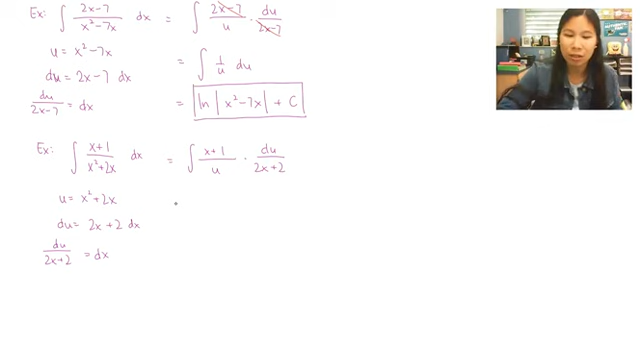 Ex: ∫ (2x-7)/(x²-7x) dx = ∫ (2x-7)/u · du/(2x-7)
u = x²-7x
du = 2x-7 dx = ∫ 1/u du
du/(2x-7) = dx = ln|x²-7x| + C
Ex: ∫ (x+1)/(x²+2x) dx = ∫ (x+1)/u · du/(2x+2)
u = x²+2x
du = 2x+2 dx
du/(2x+2) = dx